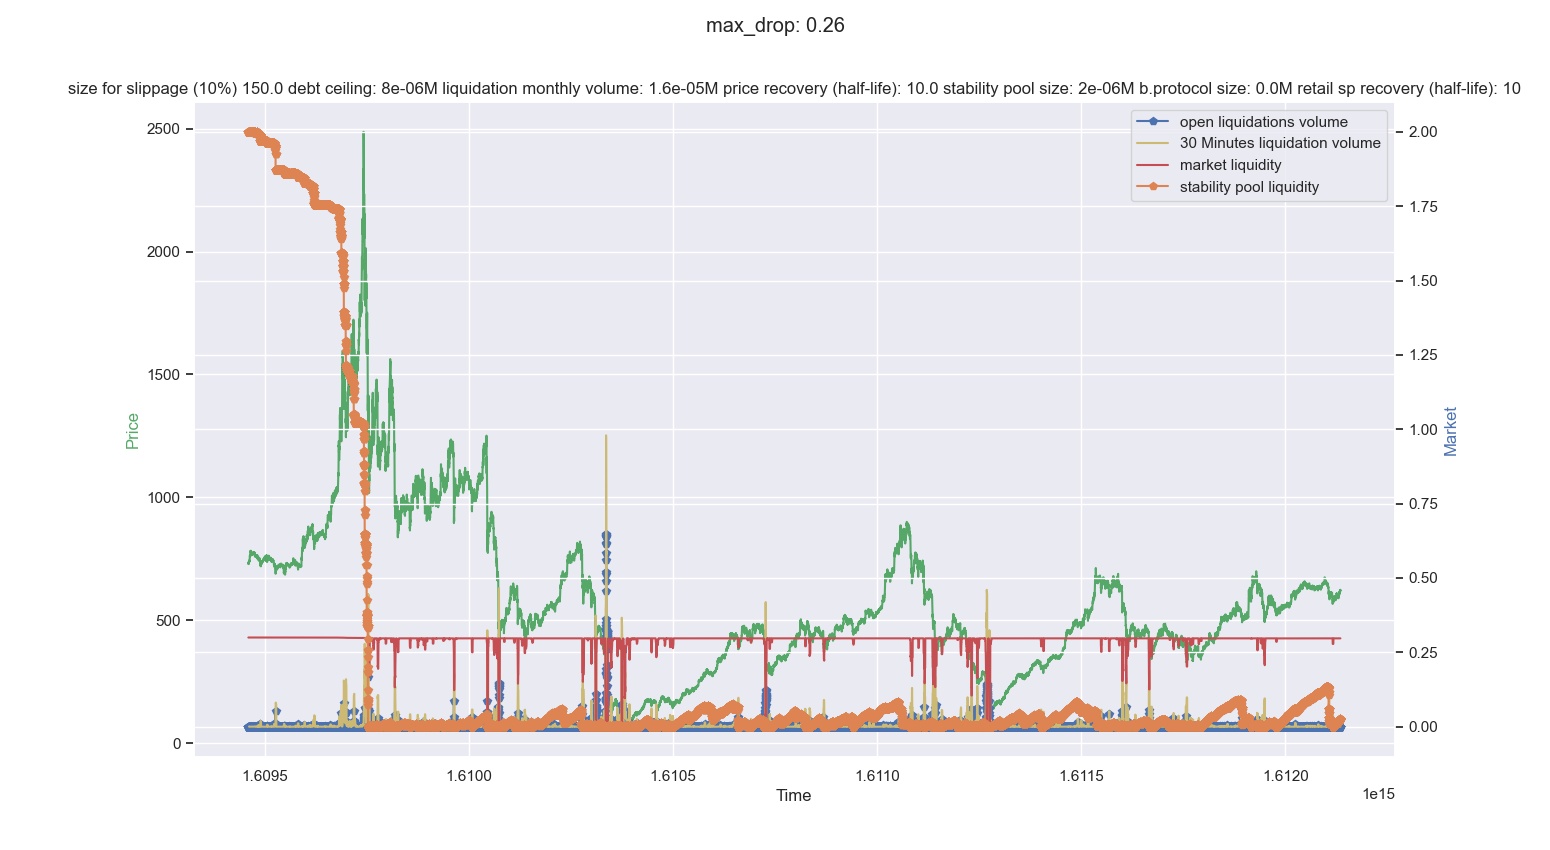 max_drop: 0.26
size for slippage (10%) 150.0 debt ceiling: 8e-06M liquidation monthly volume: 1.6e-05M price recovery (half-life): 10.0 stability pool size: 2e-06M b.protocol size: 0.0M retail sp recovery (half-life): 10
open liquidations volume
30 Minutes liquidation volume
market liquidity
stability pool liquidity
2500
2000
1500
1000
500
0
Price
2.00
1.75
1.50
1.25
1.00
0.75
0.50
0.25
0.00
Market
1.6095 1.6100 1.6105 1.6110 1.6115 1.6120
Time
1e15